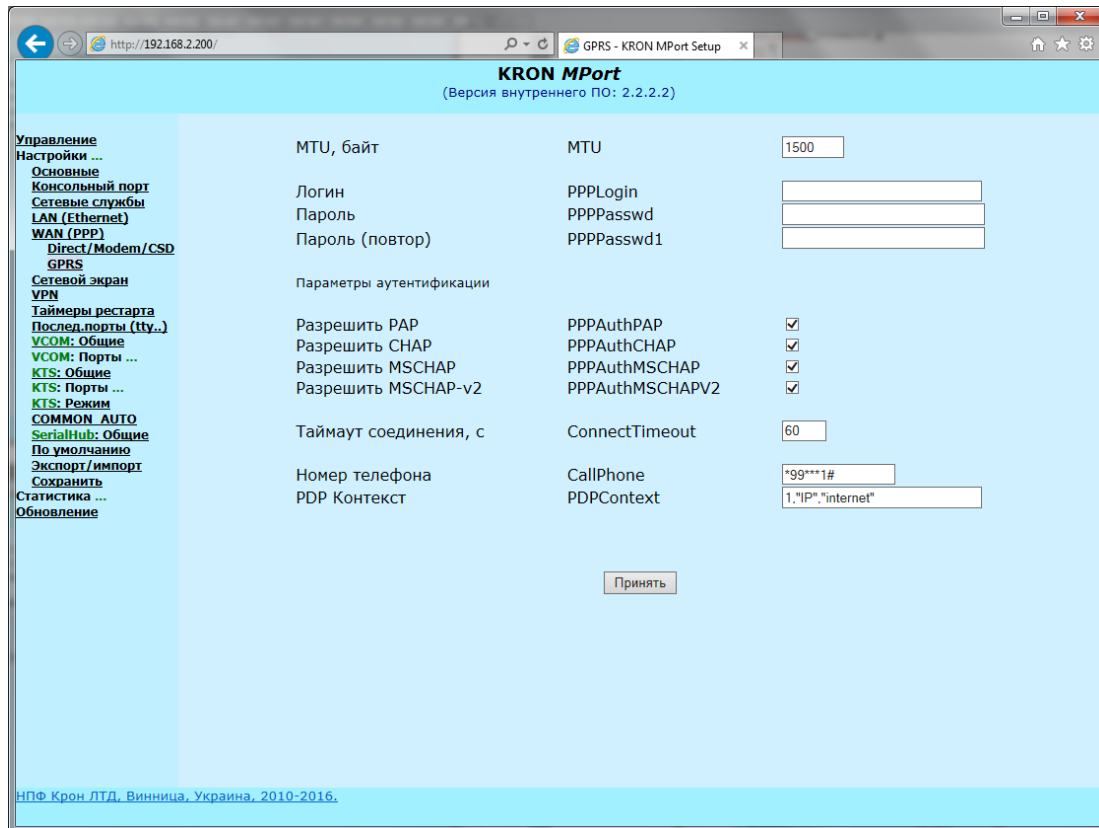 http://192.168.2.200/
GPRS - KRON MPort Setup
KRON MPort
(Версия внутреннего ПО: 2.2.2.2)
Управление
Настройки ...
Основные
Консольный порт
Сетевые службы
LAN (Ethernet)
WAN (PPP)
Direct/Modem/CSD
GPRS
Сетевой экран
VPN
Таймеры рестарта
Послед.порты (tty..)
VCOM: Общие
VCOM: Порты ...
KTS: Общие
KTS: Порты ...
KTS: Режим
COMMON_AUTO
SerialHub: Общие
По умолчанию
Экспорт/импорт
Сохранить
Статистика ...
Обновление
MTU, байт MTU 1500
Логин PPPLogin
Пароль PPPPasswd
Пароль (повтор) PPPPasswd1
Параметры аутентификации
Разрешить PAP PPPAuthPAP
Разрешить CHAP PPPAuthCHAP
Разрешить MSCHAP PPPAuthMSCHAP
Разрешить MSCHAP-v2 PPPAuthMSCHAPV2
Таймаут соединения, с ConnectTimeout 60
Номер телефона CallPhone *99***1#
PDP Контекст PDPContext 1,"IP","internet"
Принять
НПФ Крон ЛТД, Винница, Украина, 2010-2016.